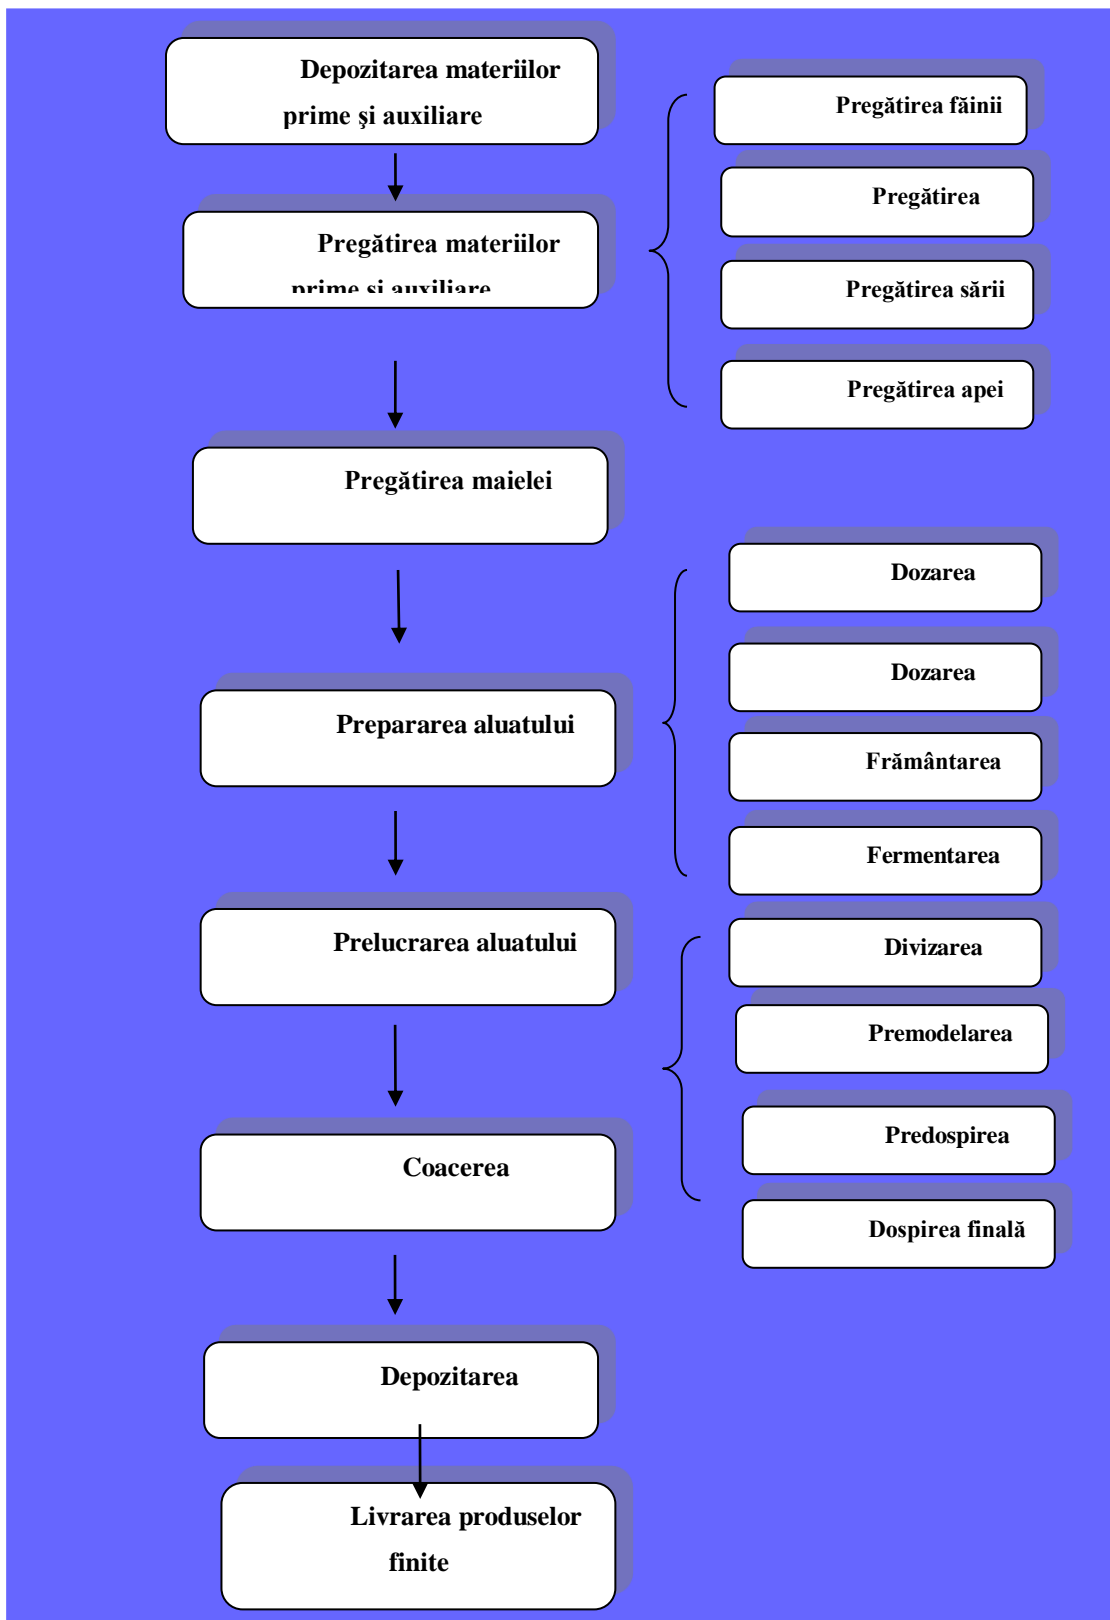 Depozitarea materiilor
prime şi auxiliare
Pregătirea materiilor
prime si auxiliare
Pregătirea făinii
Pregătirea
Pregătirea sării
Pregătirea apei
Pregătirea maielei
Prepararea aluatului
Dozarea
Dozarea
Frământarea
Fermentarea
Prelucrarea aluatului
Divizarea
Premodelarea
Predospirea
Dospirea finală
Coacerea
Depozitarea
Livrarea produselor
finite